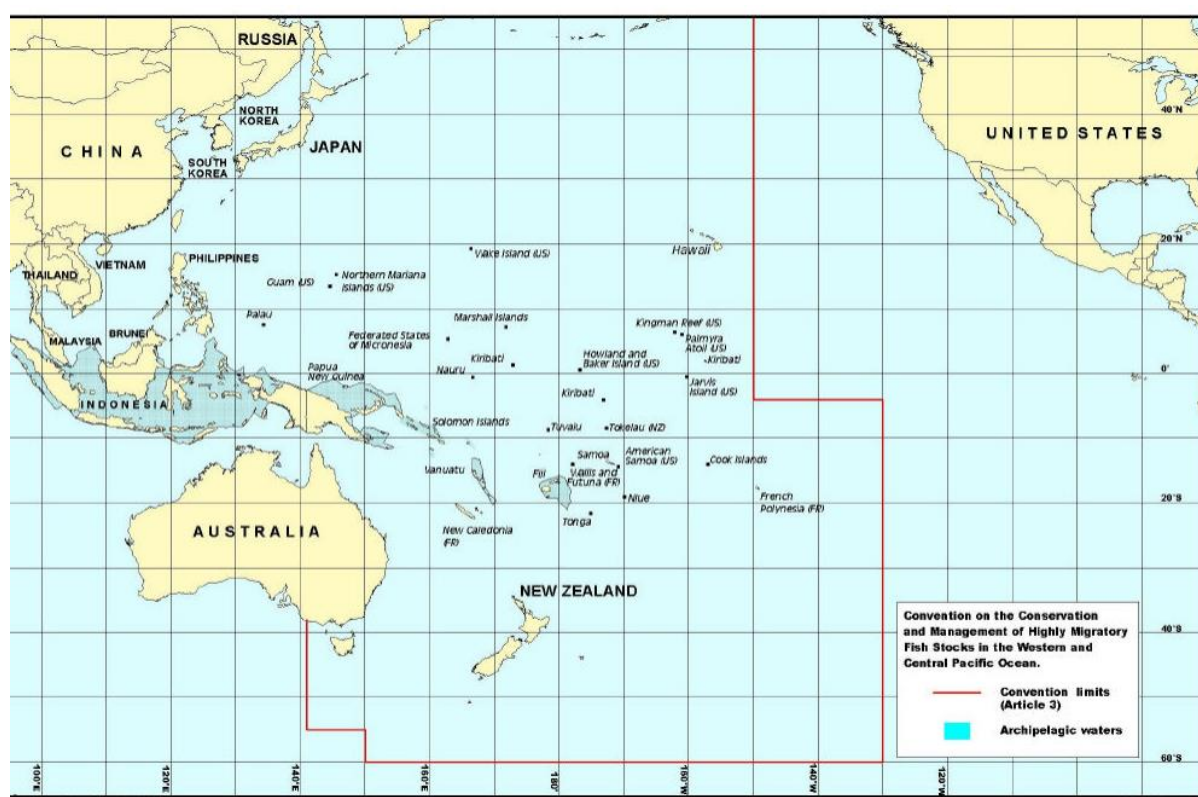 RUSSIA
NORTH
KOREA
CHINA
JAPAN
SOUTH
KOREA
UNITED STATES
40°N
20°N
0°
20°S
40°S
60°S
Hawaii
Wake Island (US)
PHILIPPINES
VIETNAM
THAILAND
Northern Mariana
Islands (US)
Guam (US)
Palau
Marshall Islands
Kingman Reef (US)
Palmyra
Atoll (US)
Kiribati
BRUNEI
MALAYSIA
Federated States
of Micronesia
Howland and
Baker Island (US)
Kiribati
Nauru
Papua
New Guinea
Jarvis
Island (US)
INDONESIA
Kiribati
Solomon Islands
Tuvalu
Tokelau (NZ)
Samoa
American
Samoa (US)
Cook Islands
Vanuatu
Fiji
Wallis and
Futuna (FR)
Niue
French
Polynesia (FR)
Tonga
New Caledonia
(FR)
AUSTRALIA
NEW ZEALAND
Convention on the Conservation
and Management of Highly Migratory
Fish Stocks in the Western and
Central Pacific Ocean.
Convention limits
(Article 3)
Archipelagic waters
100°E
120°E
140°E
160°E
180°
160°W
140°W
120°W